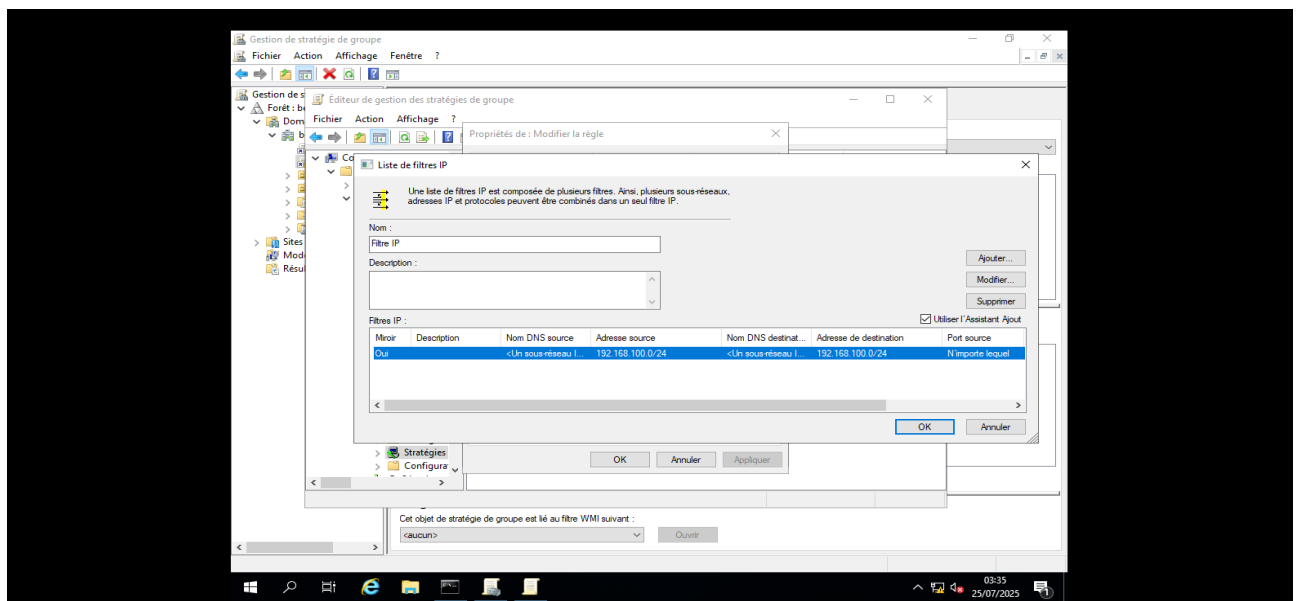 Gestion de stratégie de groupe
Fichier Action Affichage Fenêtre ?
Gestion de s
Forêt : b
Dom
b
Sites
Mod
Résul
Éditeur de gestion des stratégies de groupe
Fichier Action Affichage ?
Co
Propriétés de : Modifier la règle
Liste de filtres IP
Une liste de filtres IP est composée de plusieurs filtres. Ainsi, plusieurs sous-réseaux,
adresses IP et protocoles peuvent être combinés dans un seul filtre IP.
Nom :
Filtre IP
Description :
Ajouter...
Modifier...
Supprimer
Filtres IP :
Utiliser l'Assistant Ajout
Miroir Description Nom DNS source Adresse source Nom DNS destinat... Adresse de destination Port source
Oui <Un sous-réseau I... 192.168.100.0/24 <Un sous-réseau I... 192.168.100.0/24 N'importe lequel
OK Annuler
Stratégies
Configura
OK Annuler Appliquer
Cet objet de stratégie de groupe est lié au filtre WMI suivant :
<aucun> Ouvrir
03:35
25/07/2025